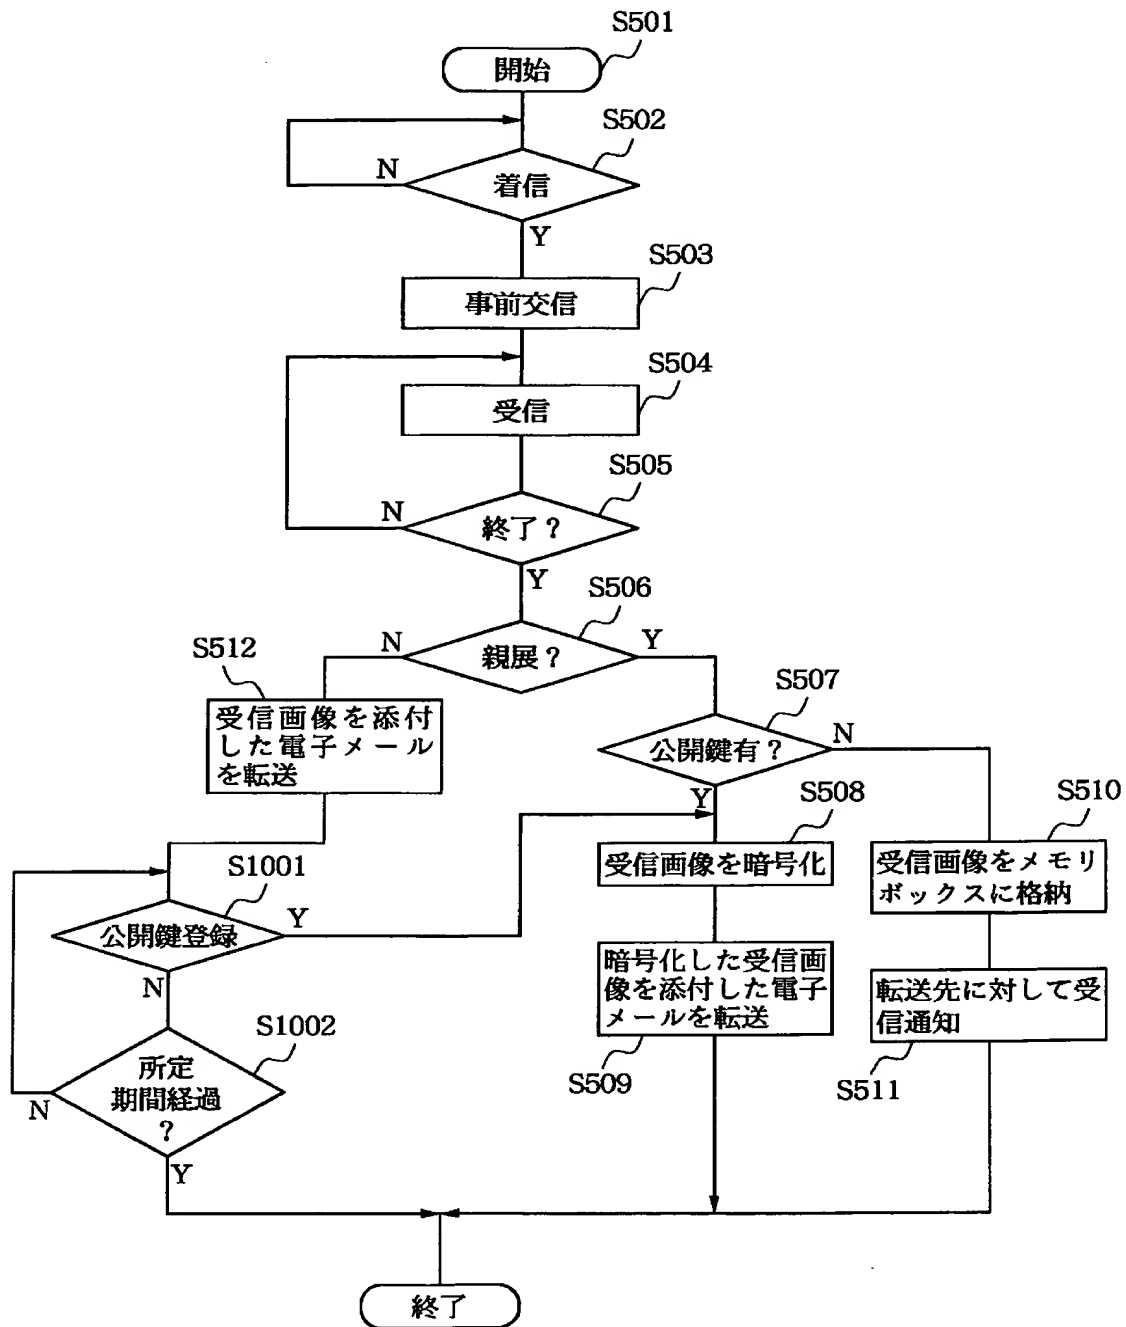 S501
開始
S502
着信
N
Y
S503
事前交信
S504
受信
S505
終了？
N
Y
S506
親展？
N
Y
S512
受信画像を添付
した電子メール
を転送
S507
公開鍵有？
N
Y
S508
受信画像を暗号化
S510
受信画像をメモリ
ボックスに格納
S1001
公開鍵登録
Y
N
暗号化した受信画
像を添付した電子
メールを転送
S509
転送先に対して受
信通知
S511
S1002
所定
期間経過
？
N
Y
終了